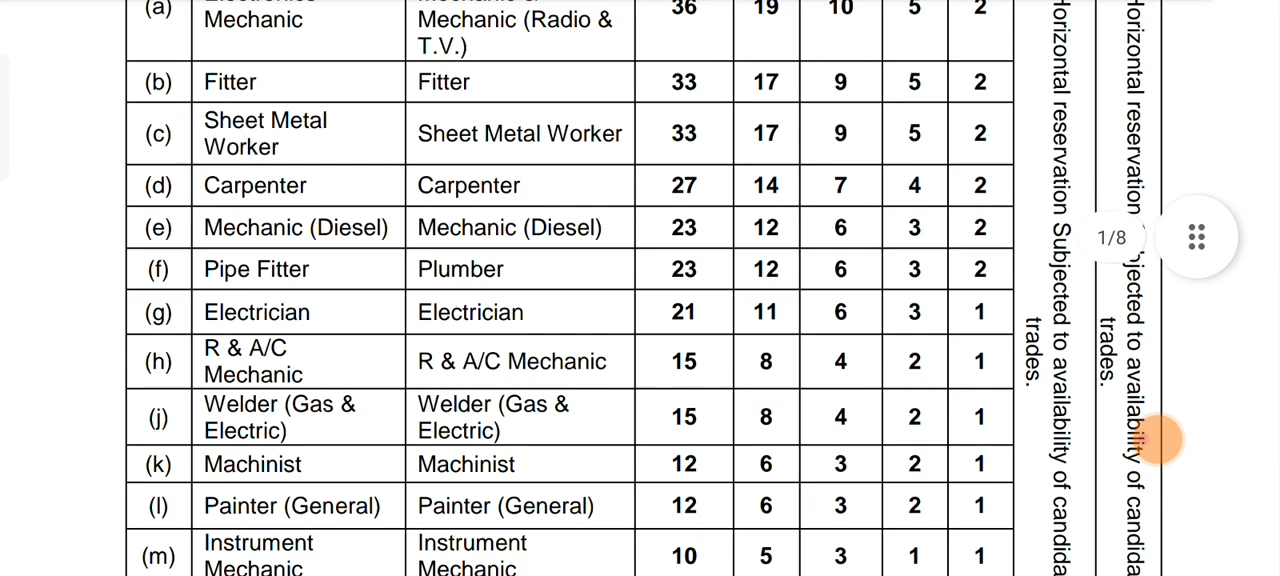 (a) Mechanic Mechanic (Radio & T.V.) 36 19 10 5 2
(b) Fitter Fitter 33 17 9 5 2
(c) Sheet Metal Worker Sheet Metal Worker 33 17 9 5 2
(d) Carpenter Carpenter 27 14 7 4 2
(e) Mechanic (Diesel) Mechanic (Diesel) 23 12 6 3 2
(f) Pipe Fitter Plumber 23 12 6 3 2
(g) Electrician Electrician 21 11 6 3 1
(h) R & A/C Mechanic R & A/C Mechanic 15 8 4 2 1
(j) Welder (Gas & Electric) Welder (Gas & Electric) 15 8 4 2 1
(k) Machinist Machinist 12 6 3 2 1
(l) Painter (General) Painter (General) 12 6 3 2 1
(m) Instrument Mechanic Instrument Mechanic 10 5 3 1 1
Horizontal reservation Subjected to availability of candida
trades.
Horizontal reservation jected to availability of candida
trades.
1/8